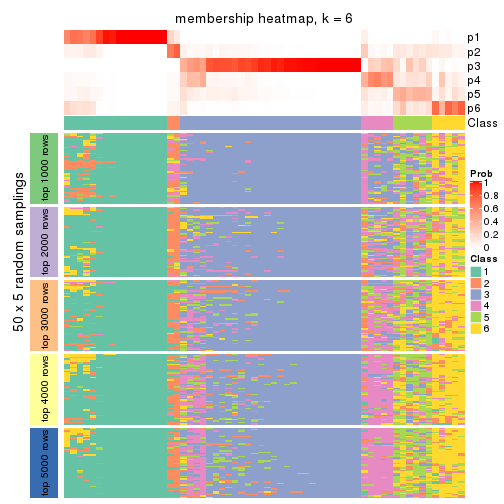 membership heatmap, k = 6
p1
p2
p3
p4
p5
p6
Class
50 x 5 random samplings
top 1000 rows
top 2000 rows
top 3000 rows
top 4000 rows
top 5000 rows
Prob
1
0.8
0.6
0.4
0.2
0
Class
1
2
3
4
5
6